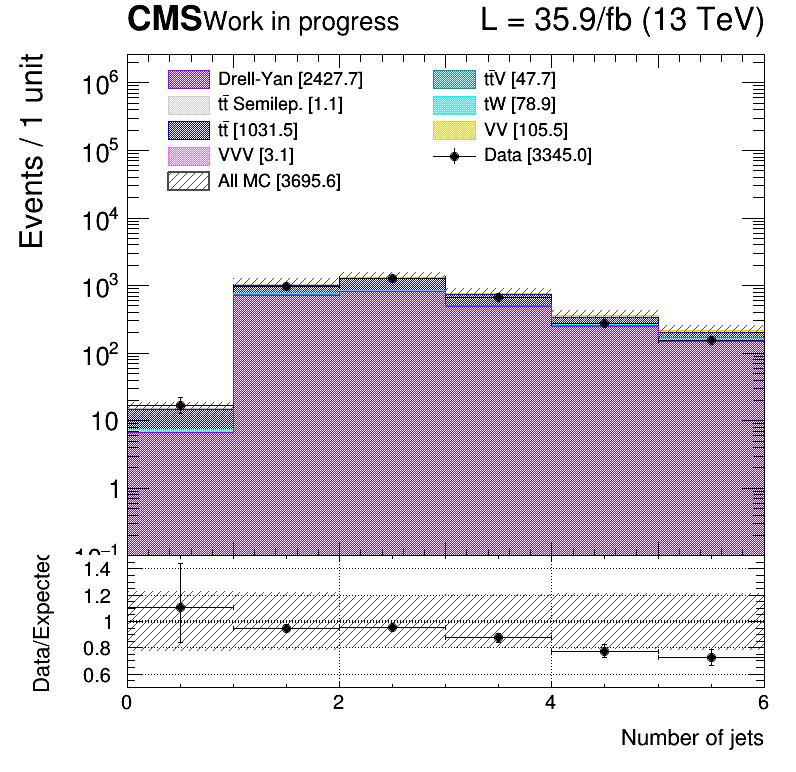 CMS Work in progress L = 35.9/fb (13 TeV)
Events / 1 unit
Drell-Yan [2427.7]
tt̄V [47.7]
tt̄ Semilep. [1.1]
tW [78.9]
tt̄ [1031.5]
VV [105.5]
VVV [3.1]
Data [3345.0]
All MC [3695.6]
10⁶
10⁵
10⁴
10³
10²
10
1
10⁻¹
Data/Expected
1.4
1.2
1
0.8
0.6
0 2 4 6
Number of jets